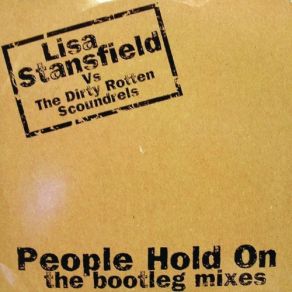 Lisa
Stansfield
Vs
The Dirty Rotten
Scoundrels
People Hold On
the bootleg mixes